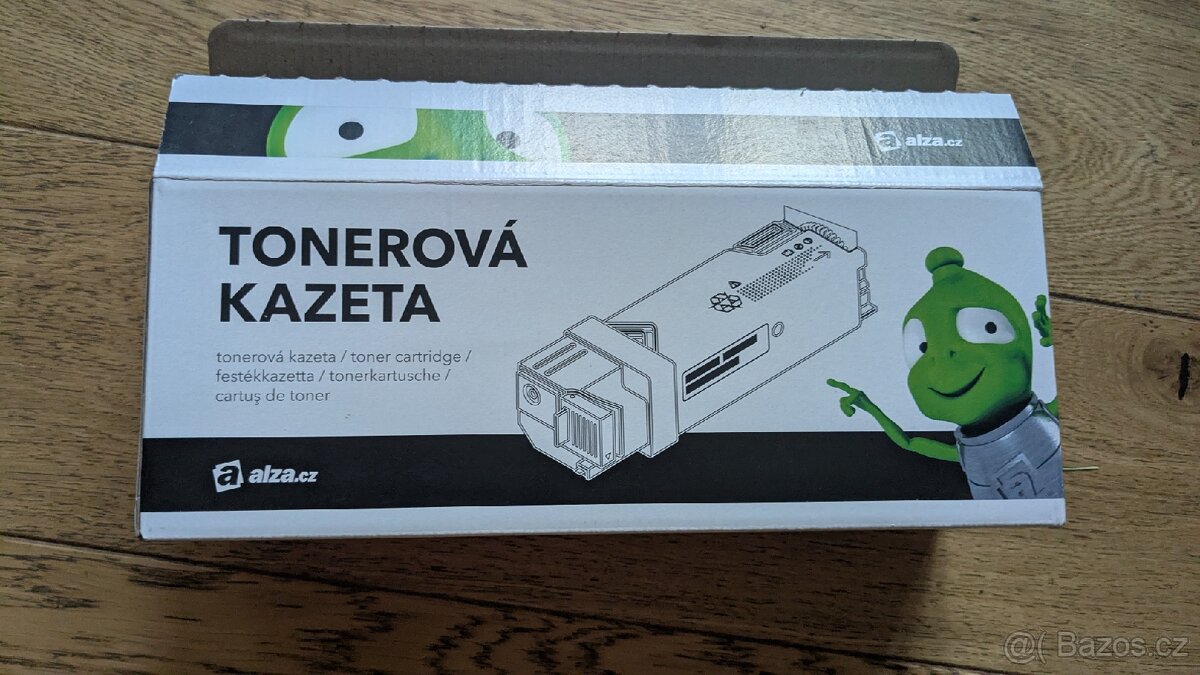 alza.cz
TONEROVÁ
KAZETA
tonerová kazeta / toner cartridge /
festékkazetta / tonerkartusche /
cartuş de toner
a alza.cz
@( Bazos.cz